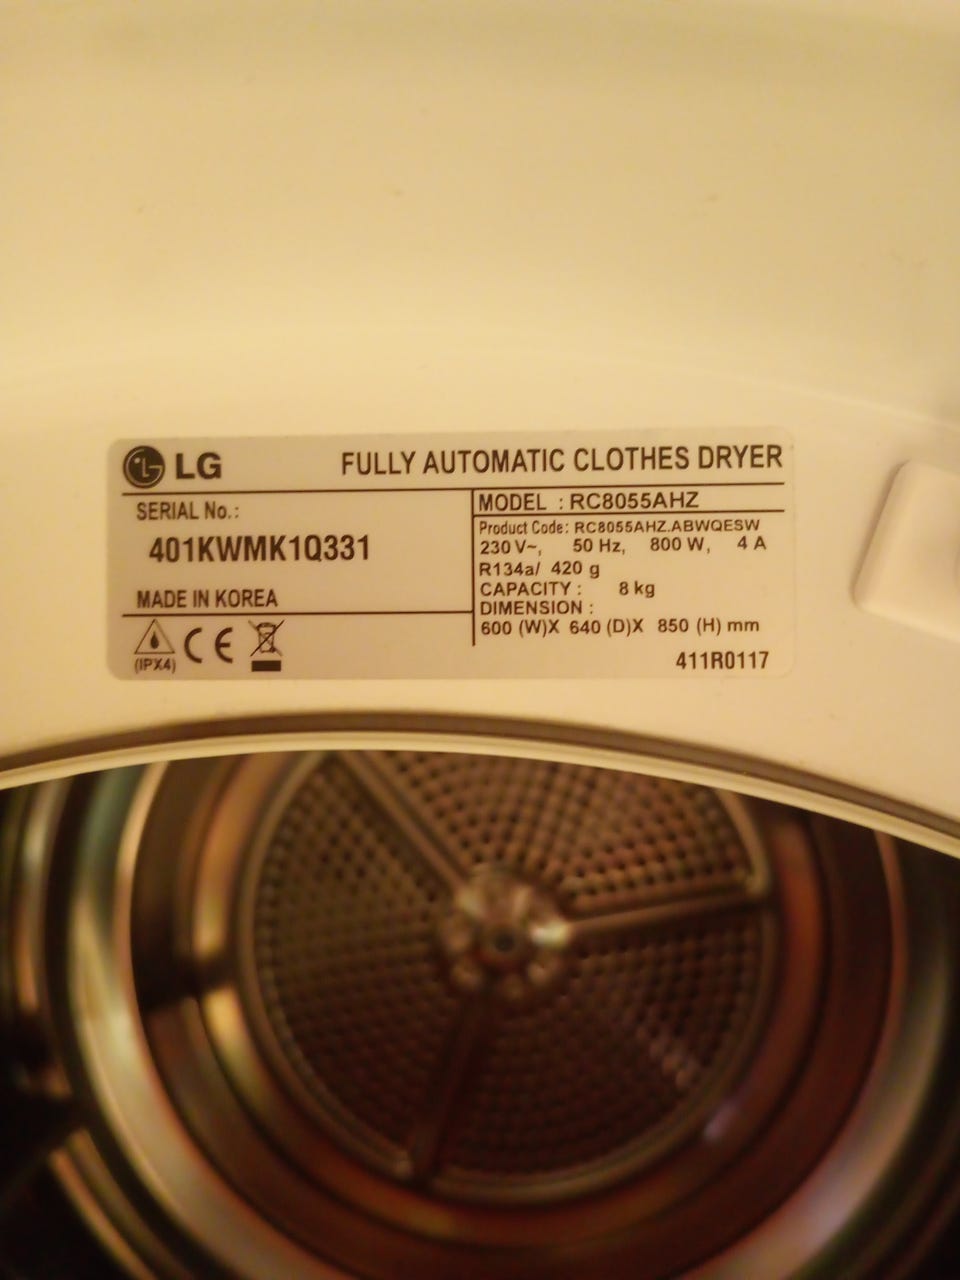 LG FULLY AUTOMATIC CLOTHES DRYER
SERIAL No.:
401KWMK1Q331
MADE IN KOREA
(IPX4) CE
MODEL : RC8055AHZ
Product Code: RC8055AHZ.ABWQESW
230 V~, 50 Hz, 800 W, 4 A
R134a/ 420 g
CAPACITY : 8 kg
DIMENSION :
600 (W)X 640 (D)X 850 (H) mm
411R0117